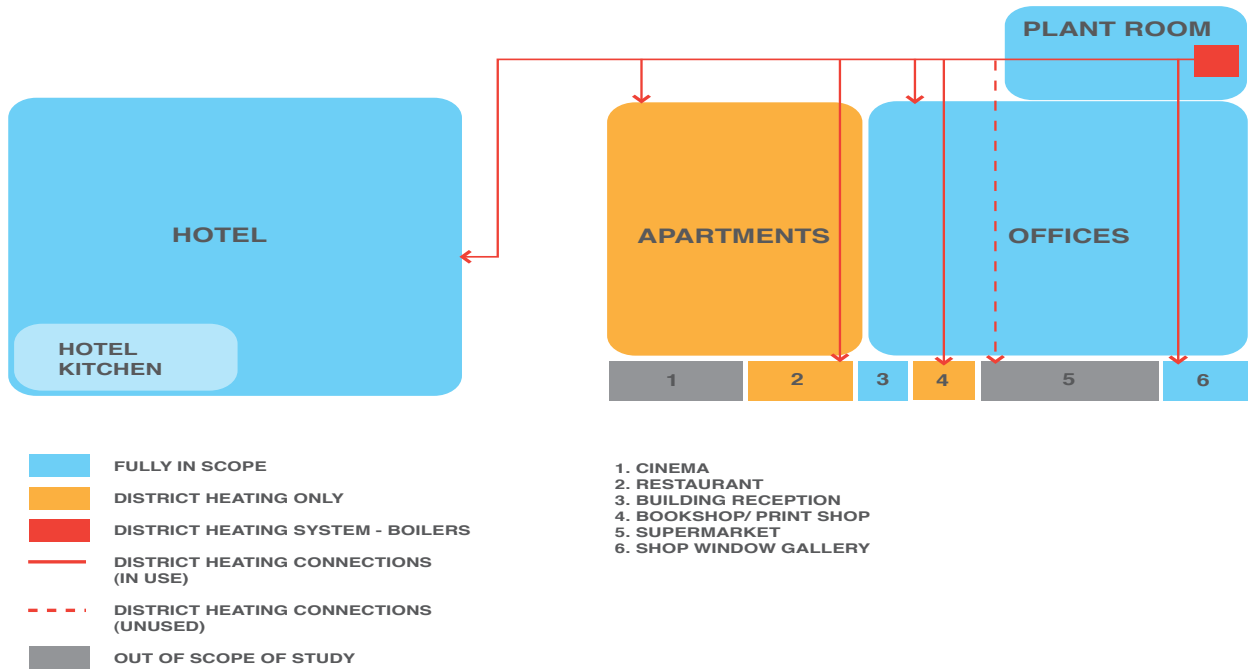 PLANT ROOM
HOTEL
APARTMENTS
OFFICES
HOTEL
KITCHEN
1
2
3
4
5
6
FULLY IN SCOPE
DISTRICT HEATING ONLY
DISTRICT HEATING SYSTEM - BOILERS
DISTRICT HEATING CONNECTIONS
(IN USE)
DISTRICT HEATING CONNECTIONS
(UNUSED)
OUT OF SCOPE OF STUDY
1. CINEMA
2. RESTAURANT
3. BUILDING RECEPTION
4. BOOKSHOP/ PRINT SHOP
5. SUPERMARKET
6. SHOP WINDOW GALLERY